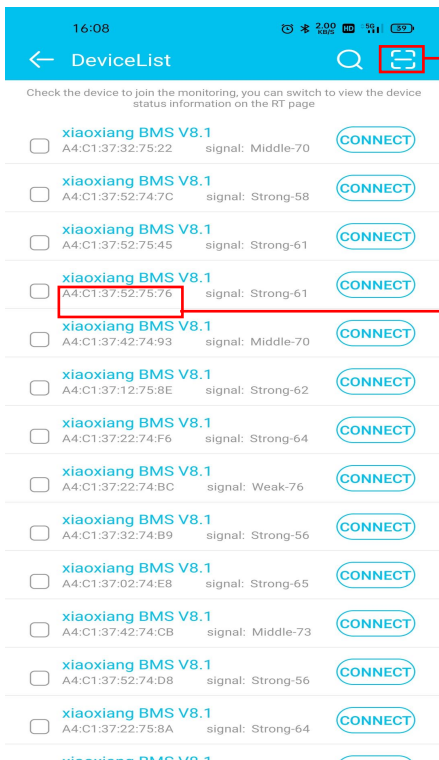 16:08
2.00 KB/S HD 5G 59
DeviceList
Check the device to join the monitoring, you can switch to view the device
status information on the RT page
xiaoxiang BMS V8.1
CONNECT
A4:C1:37:32:75:22 signal: Middle-70
xiaoxiang BMS V8.1
CONNECT
A4:C1:37:52:74:7C signal: Strong-58
xiaoxiang BMS V8.1
CONNECT
A4:C1:37:52:75:45 signal: Strong-61
xiaoxiang BMS V8.1
CONNECT
A4:C1:37:52:75:76 signal: Strong-61
xiaoxiang BMS V8.1
CONNECT
A4:C1:37:42:74:93 signal: Middle-70
xiaoxiang BMS V8.1
CONNECT
A4:C1:37:12:75:8E signal: Strong-62
xiaoxiang BMS V8.1
CONNECT
A4:C1:37:22:74:F6 signal: Strong-64
xiaoxiang BMS V8.1
CONNECT
A4:C1:37:22:74:BC signal: Weak-76
xiaoxiang BMS V8.1
CONNECT
A4:C1:37:32:74:B9 signal: Strong-56
xiaoxiang BMS V8.1
CONNECT
A4:C1:37:02:74:E8 signal: Strong-65
xiaoxiang BMS V8.1
CONNECT
A4:C1:37:42:74:CB signal: Middle-73
xiaoxiang BMS V8.1
CONNECT
A4:C1:37:52:74:D8 signal: Strong-56
xiaoxiang BMS V8.1
CONNECT
A4:C1:37:22:75:8A signal: Strong-64
xiaoxiang BMS V8.1